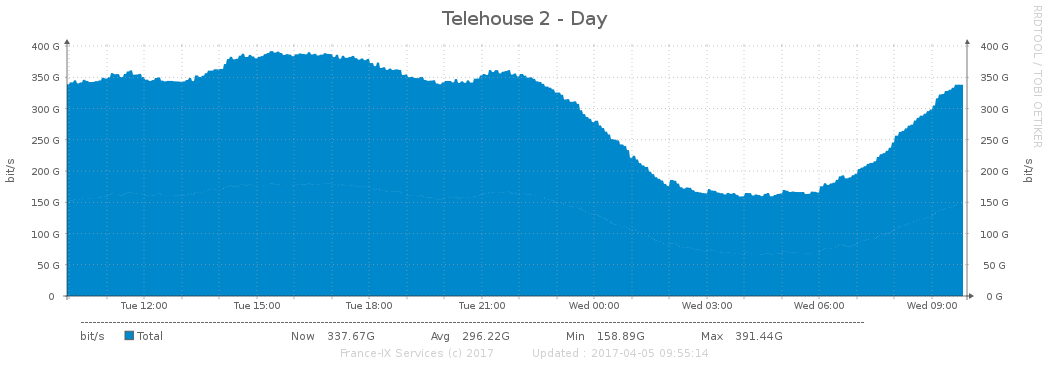 Telehouse 2 - Day
RRDTOOL / TOBI OETIKER
400 G 400 G
350 G 350 G
300 G 300 G
250 G 250 G
200 G 200 G
150 G 150 G
100 G 100 G
50 G 50 G
0 0 G
bit/s
bit/s
Tue 12:00 Tue 15:00 Tue 18:00 Tue 21:00 Wed 00:00 Wed 03:00 Wed 06:00 Wed 09:00
bit/s Total Now 337.67G Avg 296.22G Min 158.89G Max 391.44G
France-IX Services (c) 2017 Updated : 2017-04-05 09:55:14